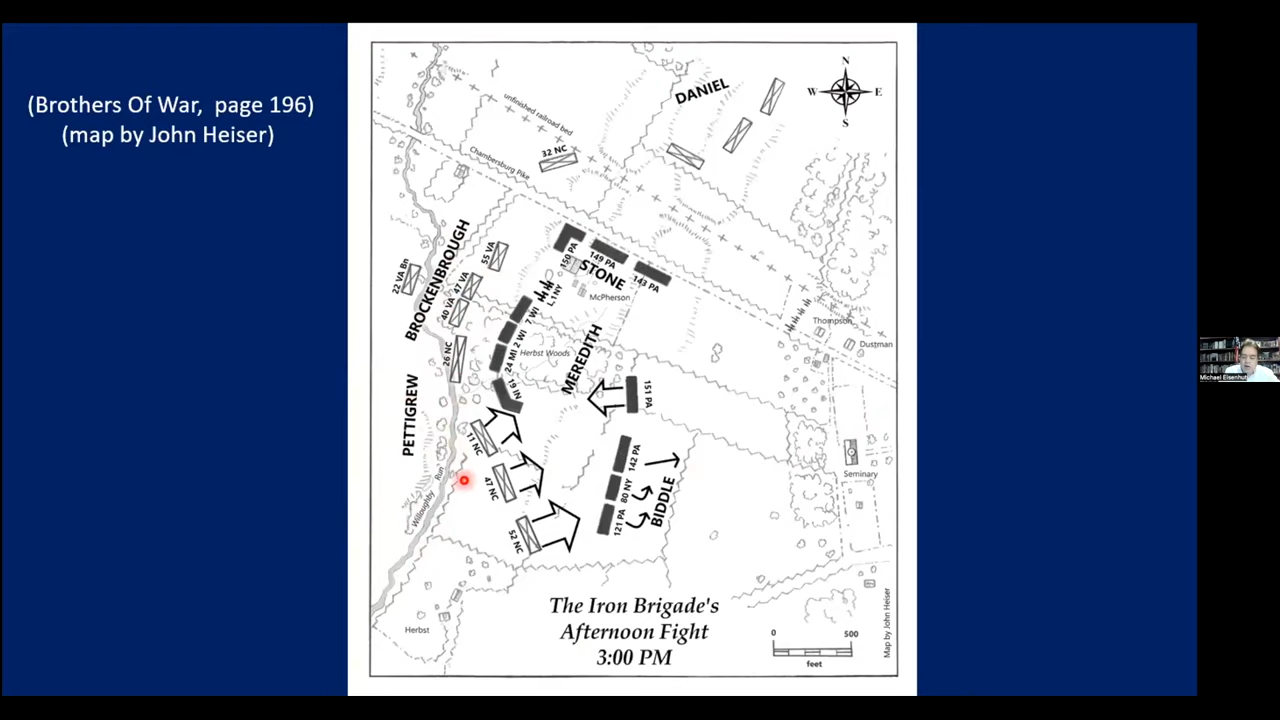 (Brothers Of War, page 196)
(map by John Heiser)
N
W E
S
DANIEL
unfinished railroad bed
32 NC
Chambersburg Pike
BROCKENBROUGH
55 VA
22 VA Bn
47 VA
40 VA
26 NC
150 PA
149 PA
143 PA
STONE
L, 1 NY
McPherson
7 WI
2 WI
24 MI
19 IN
Herbst Woods
MEREDITH
151 PA
Thompson
Dustman
PETTIGREW
11 NC
47 NC
52 NC
Willoughby Run
142 PA
80 NY
121 PA
BIDDLE
Seminary
Herbst
The Iron Brigade's
Afternoon Fight
3:00 PM
0 500
feet
Map by John Heiser
Michael Eisenhut